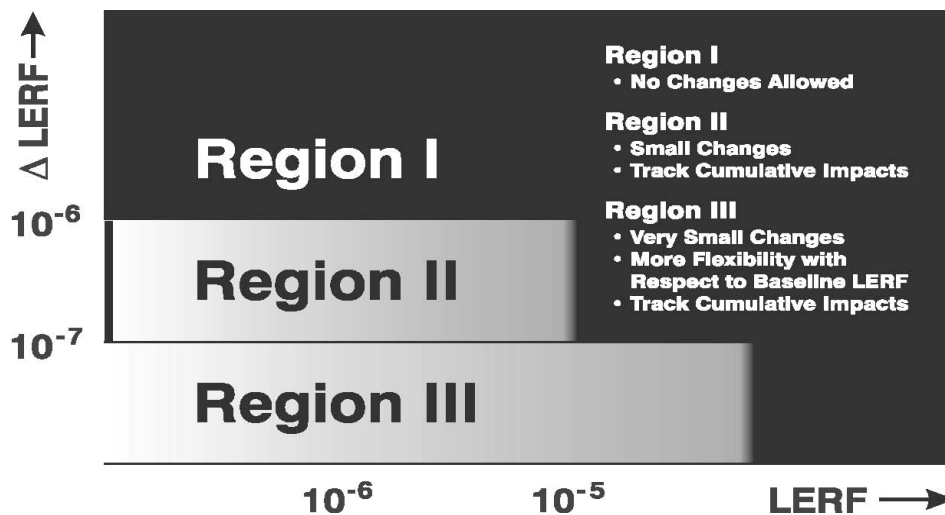 Δ LERF→
Region I
• No Changes Allowed
Region II
• Small Changes
• Track Cumulative Impacts
Region III
• Very Small Changes
• More Flexibility with
Respect to Baseline LERF
• Track Cumulative Impacts
Region I
10⁻⁶
Region II
10⁻⁷
Region III
10⁻⁶
10⁻⁵
LERF →